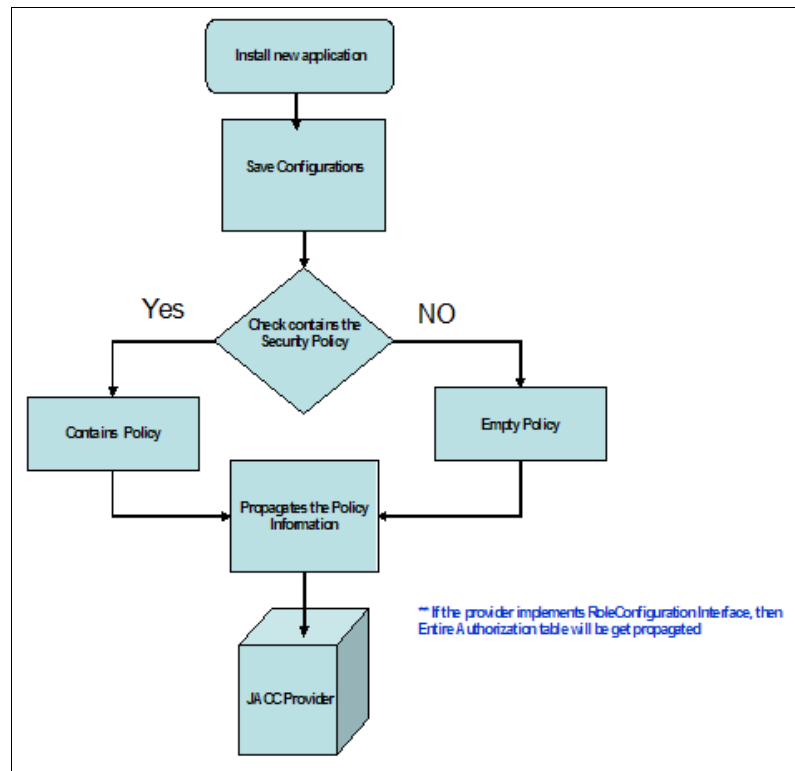 Install new application
Save Configurations
Yes
NO
Check contains the
Security Policy
Contains Policy
Empty Policy
Propagates the Policy
Information
** If the provider implements RoleConfiguration Interface, then
Entire Authorization table will be get propagated
JACC Provider